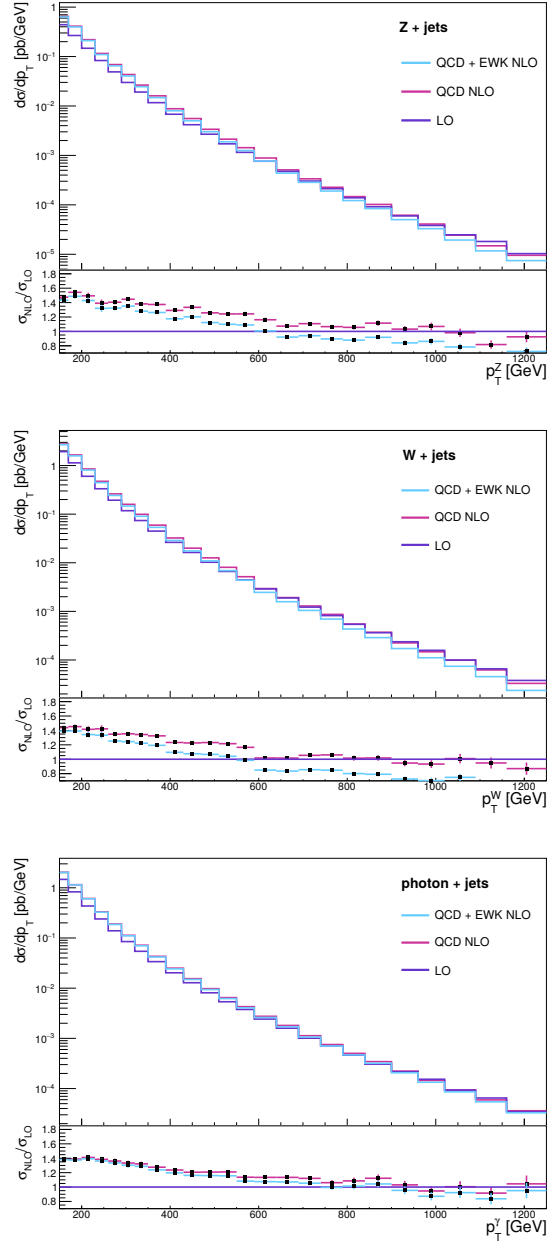 Z + jets
dσ/dp_T [pb/GeV]
1
10⁻¹
10⁻²
10⁻³
10⁻⁴
10⁻⁵
QCD + EWK NLO
QCD NLO
LO
σ_NLO/σ_LO
1.8
1.6
1.4
1.2
1
0.8
200 400 600 800 1000 1200
p_T^Z [GeV]
W + jets
dσ/dp_T [pb/GeV]
1
10⁻¹
10⁻²
10⁻³
10⁻⁴
QCD + EWK NLO
QCD NLO
LO
σ_NLO/σ_LO
1.8
1.6
1.4
1.2
1
0.8
200 400 600 800 1000 1200
p_T^W [GeV]
photon + jets
dσ/dp_T [pb/GeV]
1
10⁻¹
10⁻²
10⁻³
10⁻⁴
QCD + EWK NLO
QCD NLO
LO
σ_NLO/σ_LO
1.8
1.6
1.4
1.2
1
0.8
200 400 600 800 1000 1200
p_T^γ [GeV]